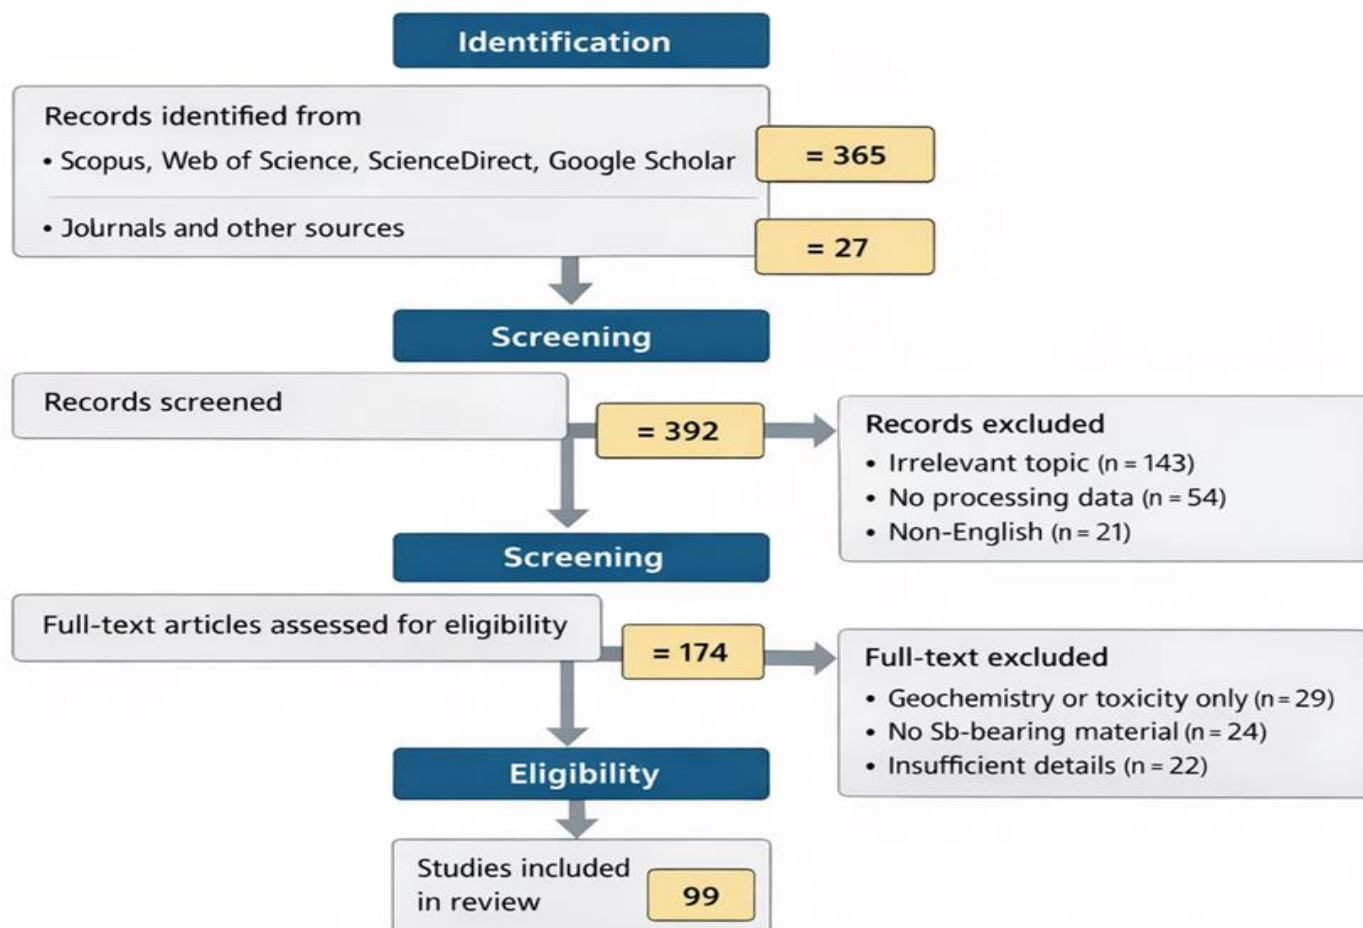 Identification
Records identified from
• Scopus, Web of Science, ScienceDirect, Google Scholar
= 365
• Journals and other sources
= 27
Screening
Records screened
= 392
Records excluded
• Irrelevant topic (n = 143)
• No processing data (n = 54)
• Non-English (n = 21)
Screening
Full-text articles assessed for eligibility
= 174
Full-text excluded
• Geochemistry or toxicity only (n = 29)
• No Sb-bearing material (n = 24)
• Insufficient details (n = 22)
Eligibility
Studies included
in review
99